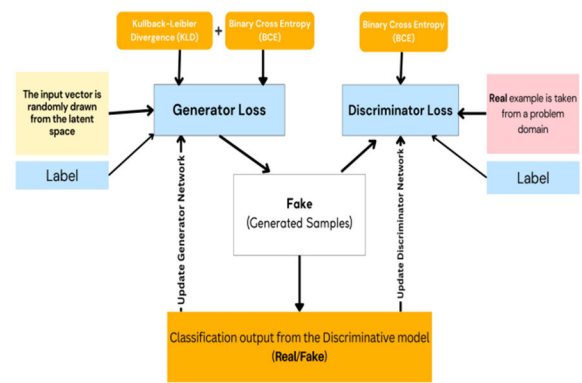 Kullback-Leibler
Divergence (KLD)
+
Binary Cross Entropy
(BCE)
Binary Cross Entropy
(BCE)
The input vector is
randomly drawn
from the latent
space
Generator Loss
Discriminator Loss
Real example is taken
from a problem
domain
Label
Label
Fake
(Generated Samples)
Update Generator Network
Update Discriminator Network
Classification output from the Discriminative model
(Real/Fake)